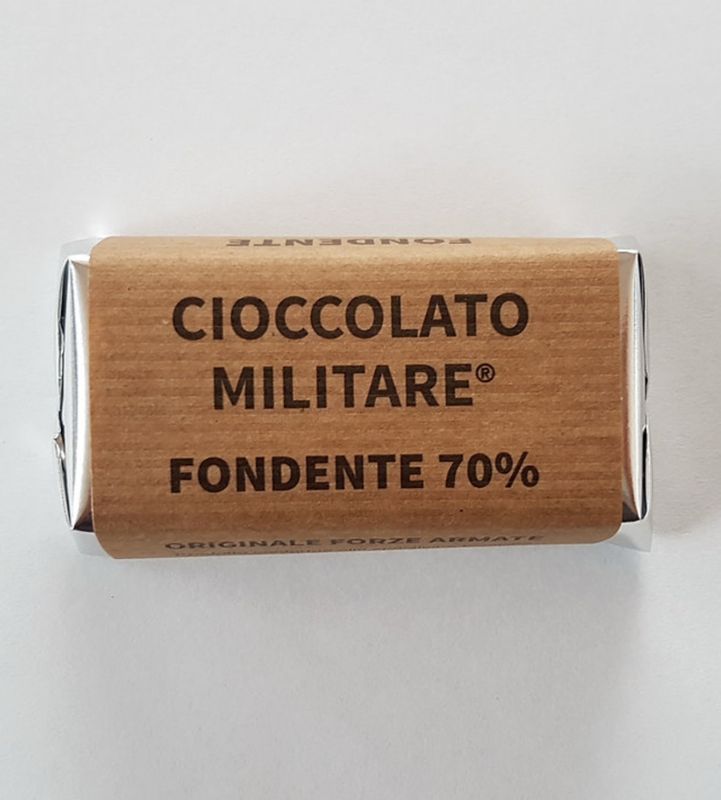 FONDENTE
CIOCCOLATO
MILITARE®
FONDENTE 70%
ORIGINALE FORZE ARMATE